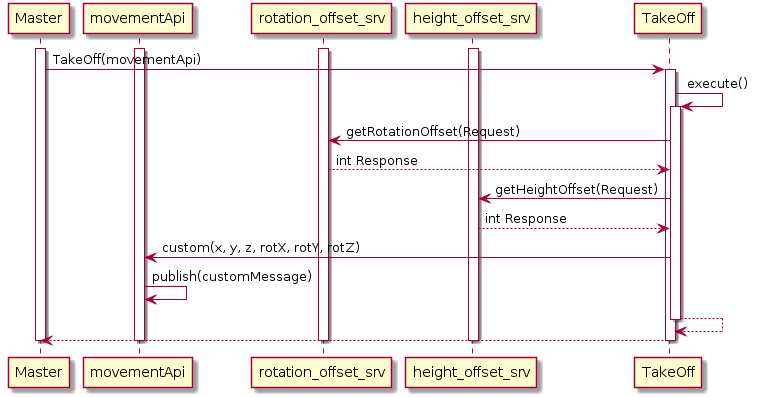 Master
movementApi
rotation_offset_srv
height_offset_srv
TakeOff
TakeOff(movementApi)
execute()
getRotationOffset(Request)
int Response
getHeightOffset(Request)
int Response
custom(x, y, z, rotX, rotY, rotZ)
publish(customMessage)
Master
movementApi
rotation_offset_srv
height_offset_srv
TakeOff